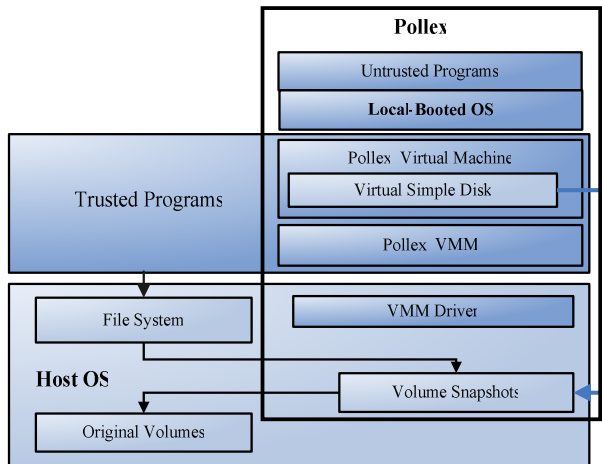 Pollex
Untrusted Programs
Local-Booted OS
Pollex Virtual Machine
Virtual Simple Disk
Trusted Programs
Pollex VMM
File System
VMM Driver
Host OS
Volume Snapshots
Original Volumes